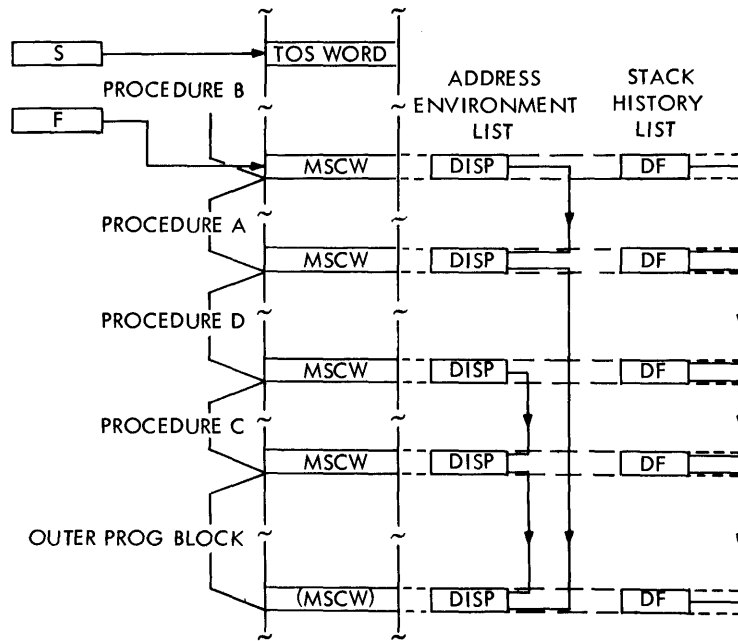 S
TOS WORD
PROCEDURE B
ADDRESS
ENVIRONMENT
LIST
STACK
HISTORY
LIST
F
MSCW
DISP
DF
PROCEDURE A
MSCW
DISP
DF
PROCEDURE D
MSCW
DISP
DF
PROCEDURE C
MSCW
DISP
DF
OUTER PROG BLOCK
(MSCW)
DISP
DF